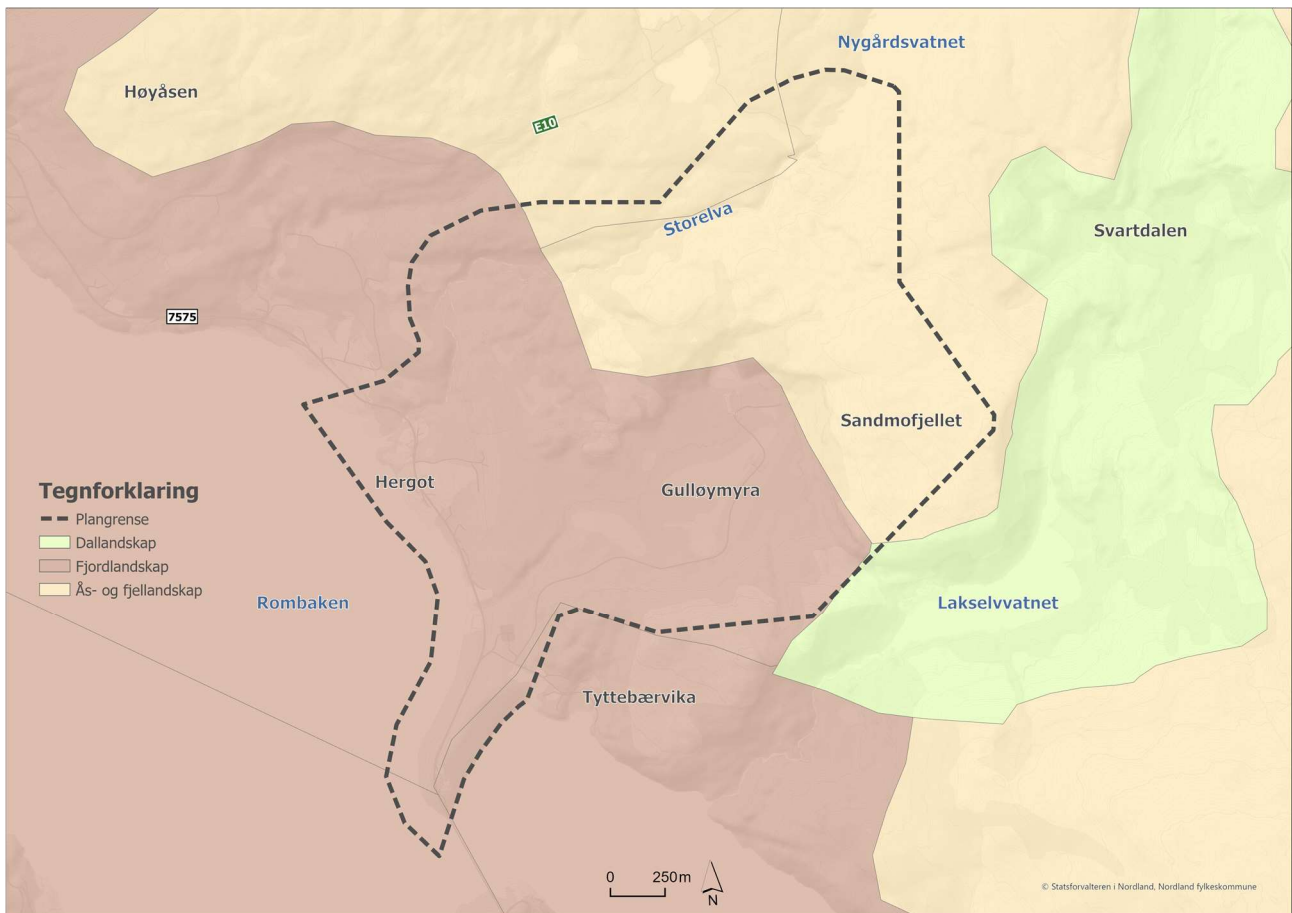 Nygårdsvatnet
Høyåsen
E10
Storelva
Svartdalen
7575
Sandmofjellet
Hergot
Gulløymyra
Tegnforklaring
Plangrense
Dallandskap
Fjordlandskap
Ås- og fjellandskap
Rombaken
Lakselvvatnet
Tyttebærvika
0 250 m
N
© Statsforvalteren i Nordland, Nordland fylkeskommune